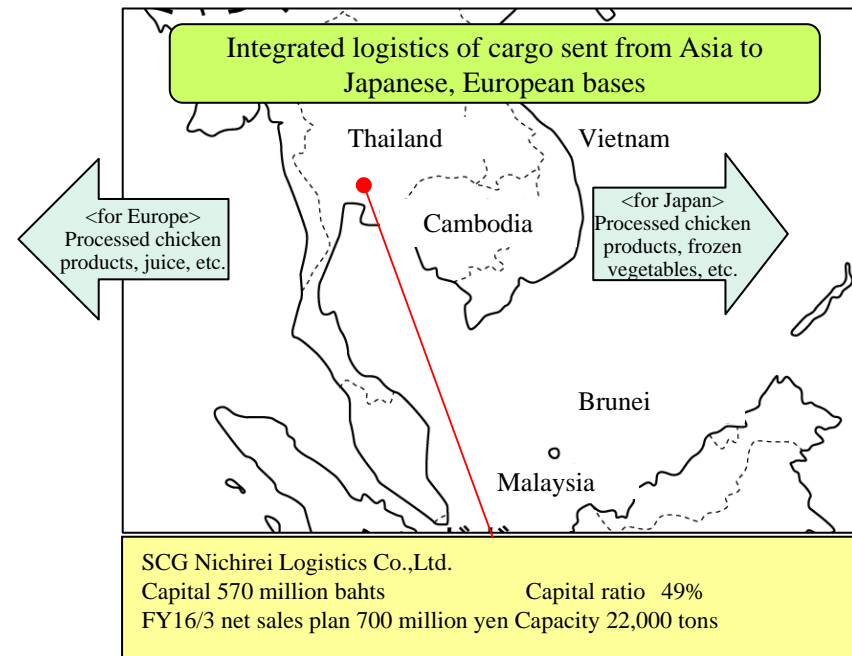 Integrated logistics of cargo sent from Asia to
Japanese, European bases
Thailand
Vietnam
<for Europe>
Processed chicken
products, juice, etc.
Cambodia
<for Japan>
Processed chicken
products, frozen
vegetables, etc.
Brunei
Malaysia
SCG Nichirei Logistics Co.,Ltd.
Capital 570 million bahts Capital ratio 49%
FY16/3 net sales plan 700 million yen Capacity 22,000 tons